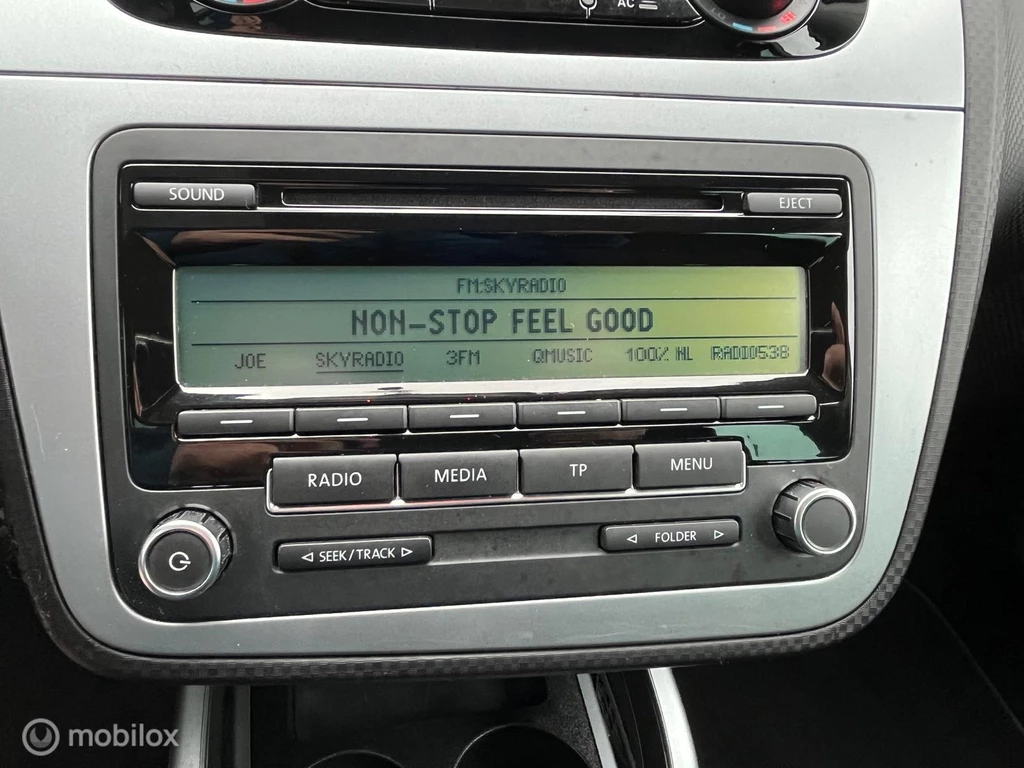 AC
SOUND
EJECT
FM:SKYRADIO
NON-STOP FEEL GOOD
JOE SKYRADIO 3FM QMUSIC 100% NL RADIO538
RADIO MEDIA TP MENU
SEEK/TRACK FOLDER
mobilox